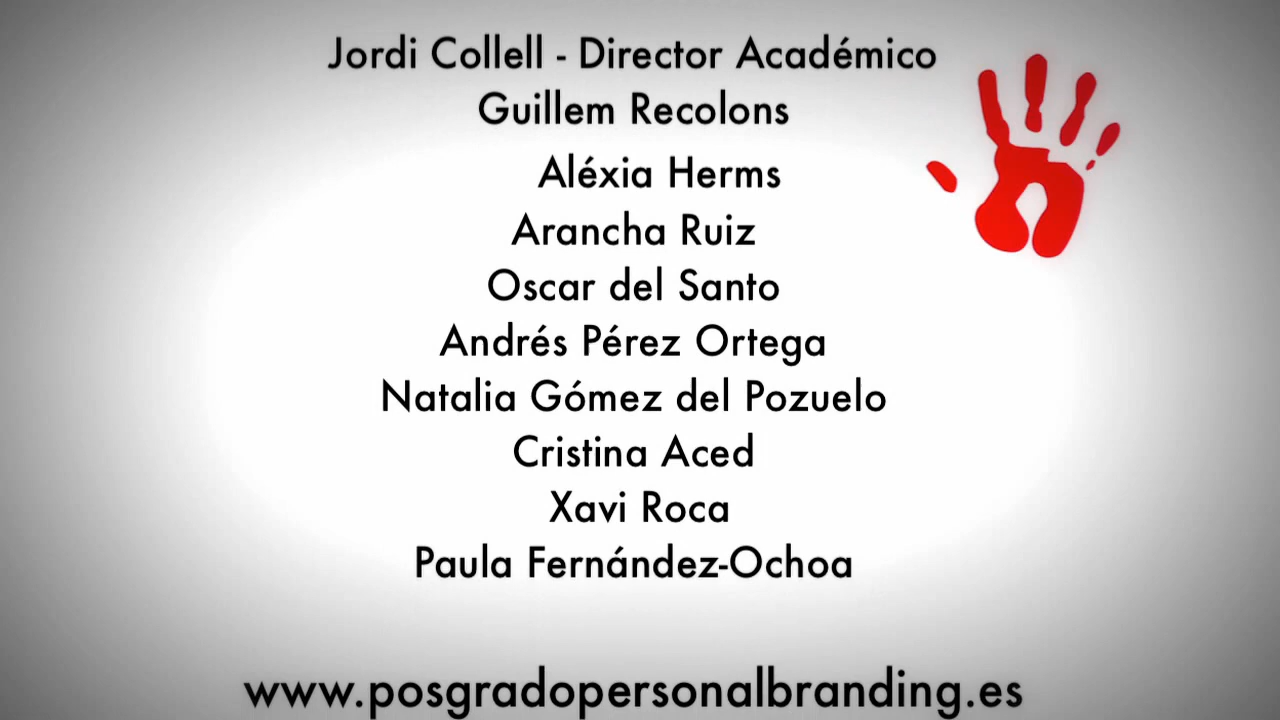 Jordi Collell - Director Académico
Guillem Recolons
Aléxia Herms
Arancha Ruiz
Oscar del Santo
Andrés Pérez Ortega
Natalia Gómez del Pozuelo
Cristina Aced
Xavi Roca
Paula Fernández-Ochoa
www.posgradopersonalbranding.es